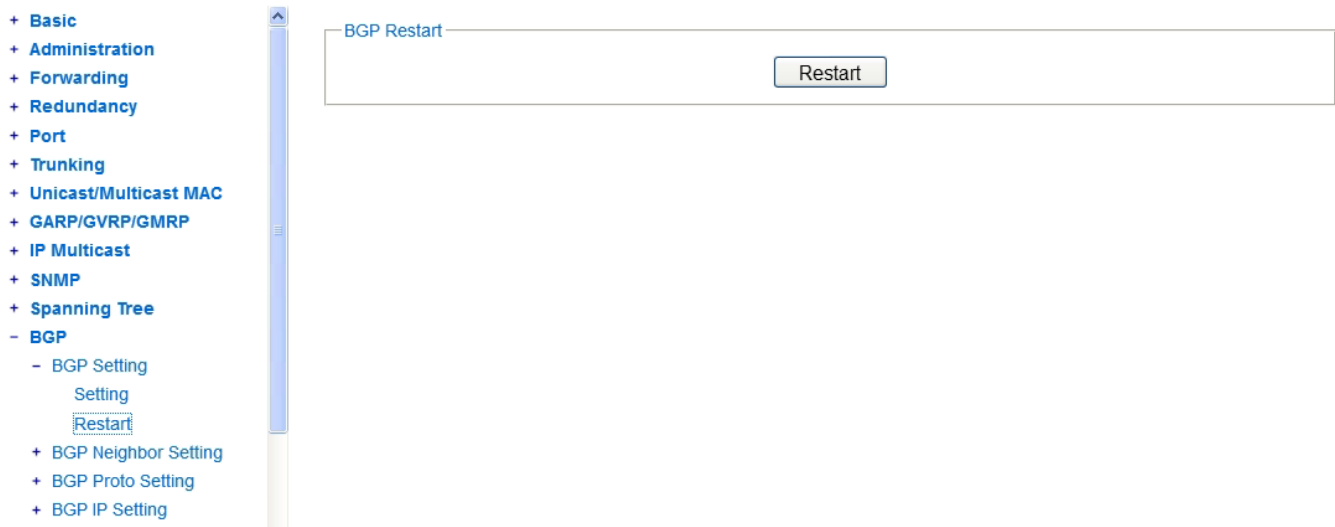 + Basic
+ Administration
+ Forwarding
+ Redundancy
+ Port
+ Trunking
+ Unicast/Multicast MAC
+ GARP/GVRP/GMRP
+ IP Multicast
+ SNMP
+ Spanning Tree
− BGP
− BGP Setting
Setting
Restart
+ BGP Neighbor Setting
+ BGP Proto Setting
+ BGP IP Setting
BGP Restart
Restart